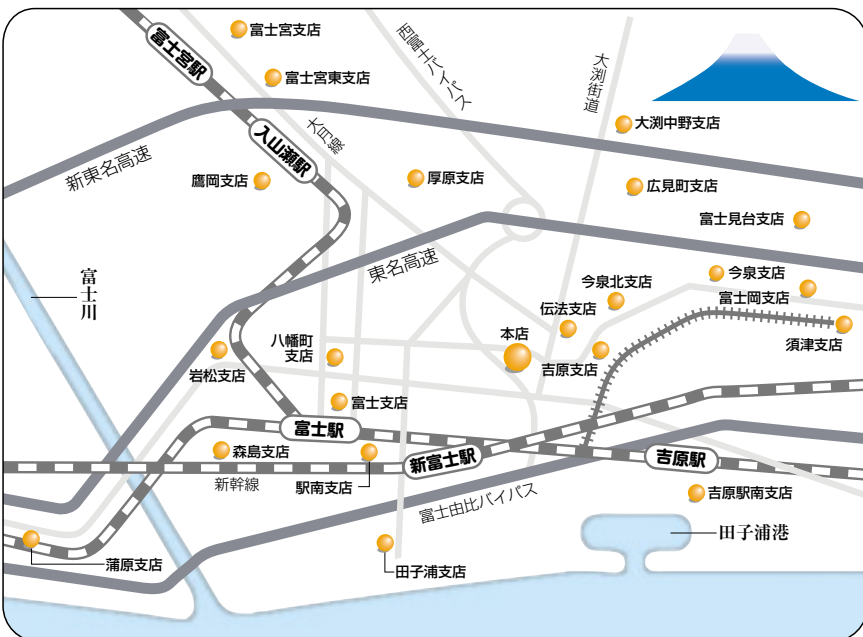 富士宮支店
富士宮駅
西富士バイパス
富士宮東支店
大渕街道
大渕中野支店
大月線
入山瀬駅
新東名高速
鷹岡支店
厚原支店
広見町支店
富士見台支店
東名高速
富士川
今泉北支店
今泉支店
富士岡支店
伝法支店
本店
八幡町
支店
岩松支店
吉原支店
須津支店
富士支店
富士駅
森島支店
新富士駅
吉原駅
新幹線
駅南支店
富士由比バイパス
吉原駅南支店
田子浦港
蒲原支店
田子浦支店